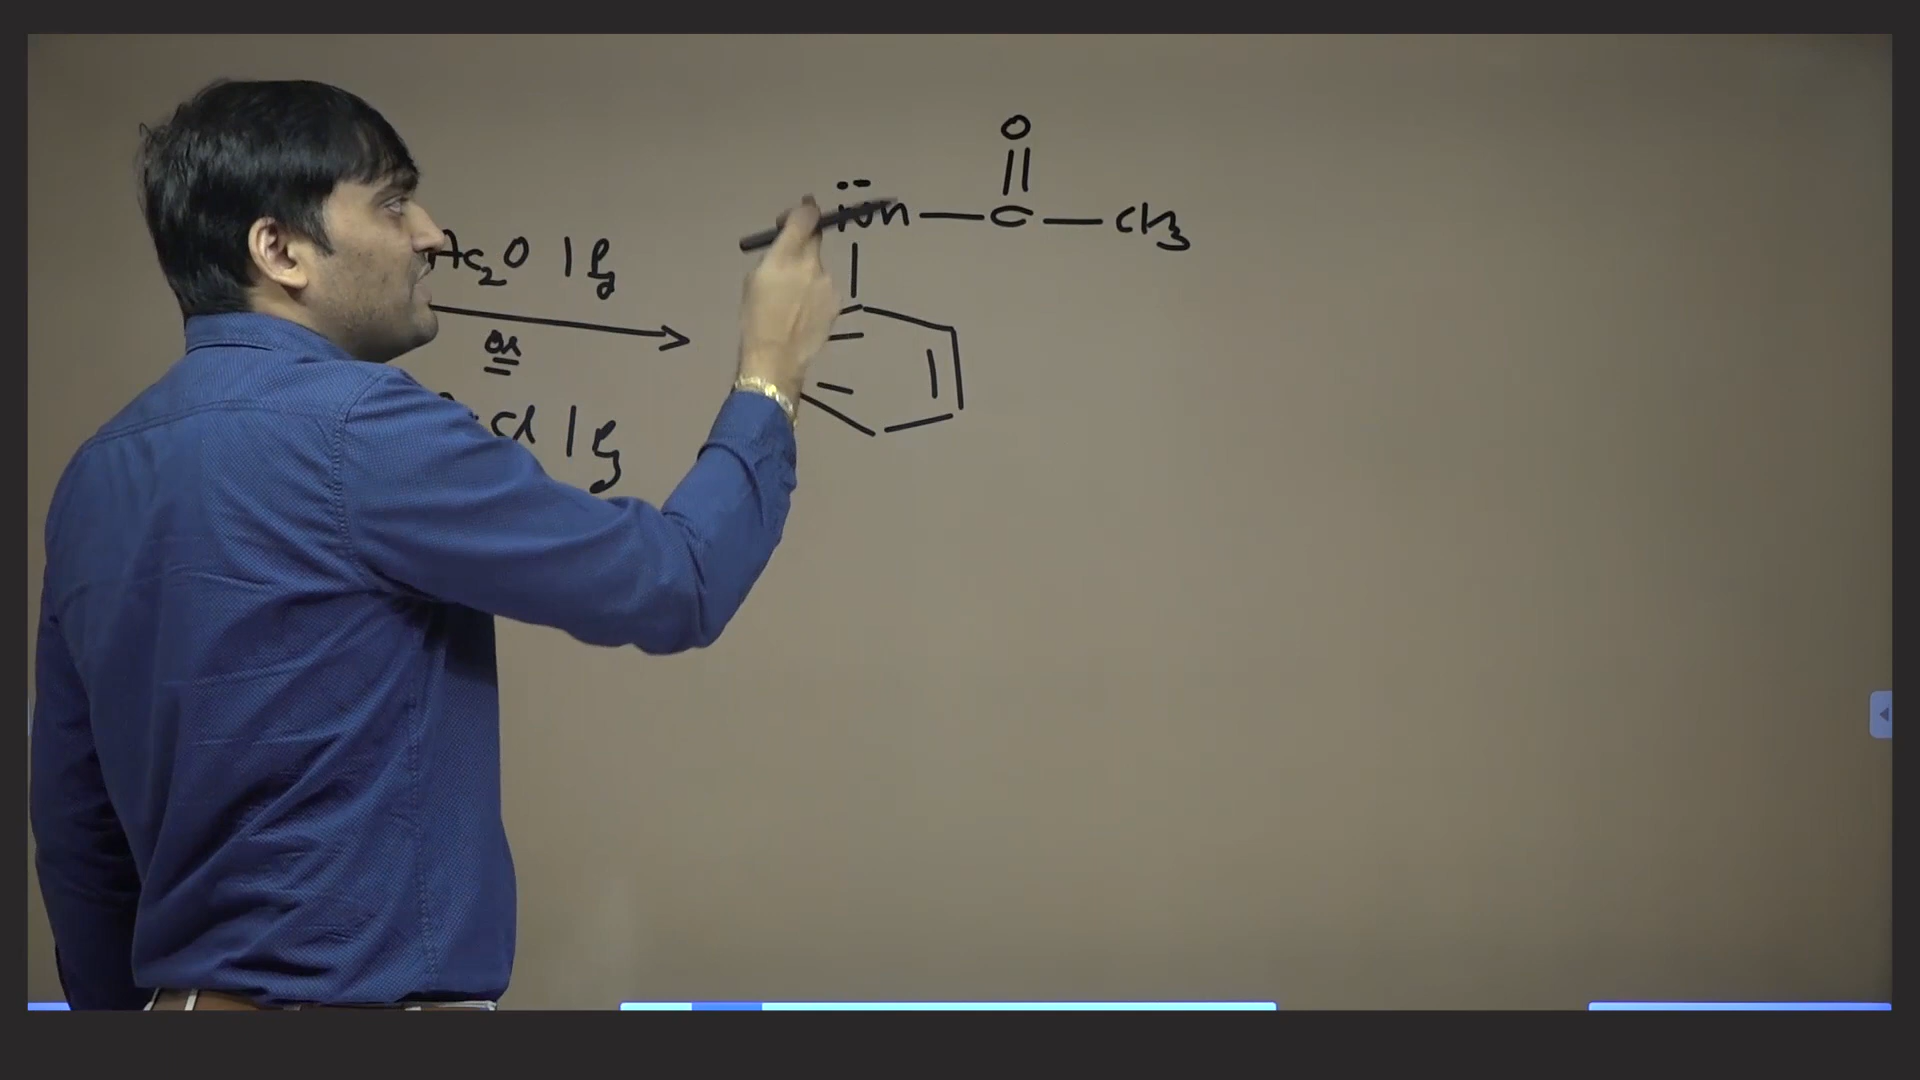 O
||
NH — C — CH3
Ac2O | Py
or
Cl | Py